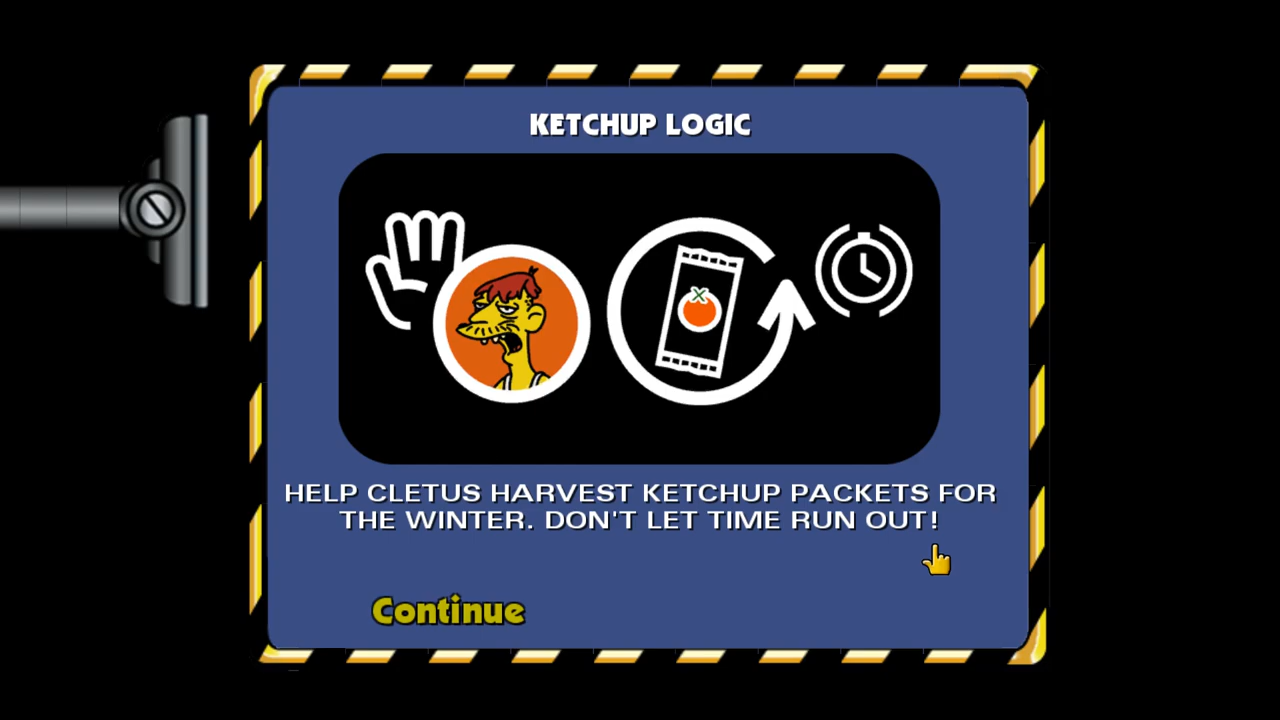 KETCHUP LOGIC
HELP CLETUS HARVEST KETCHUP PACKETS FOR
THE WINTER. DON'T LET TIME RUN OUT!
Continue